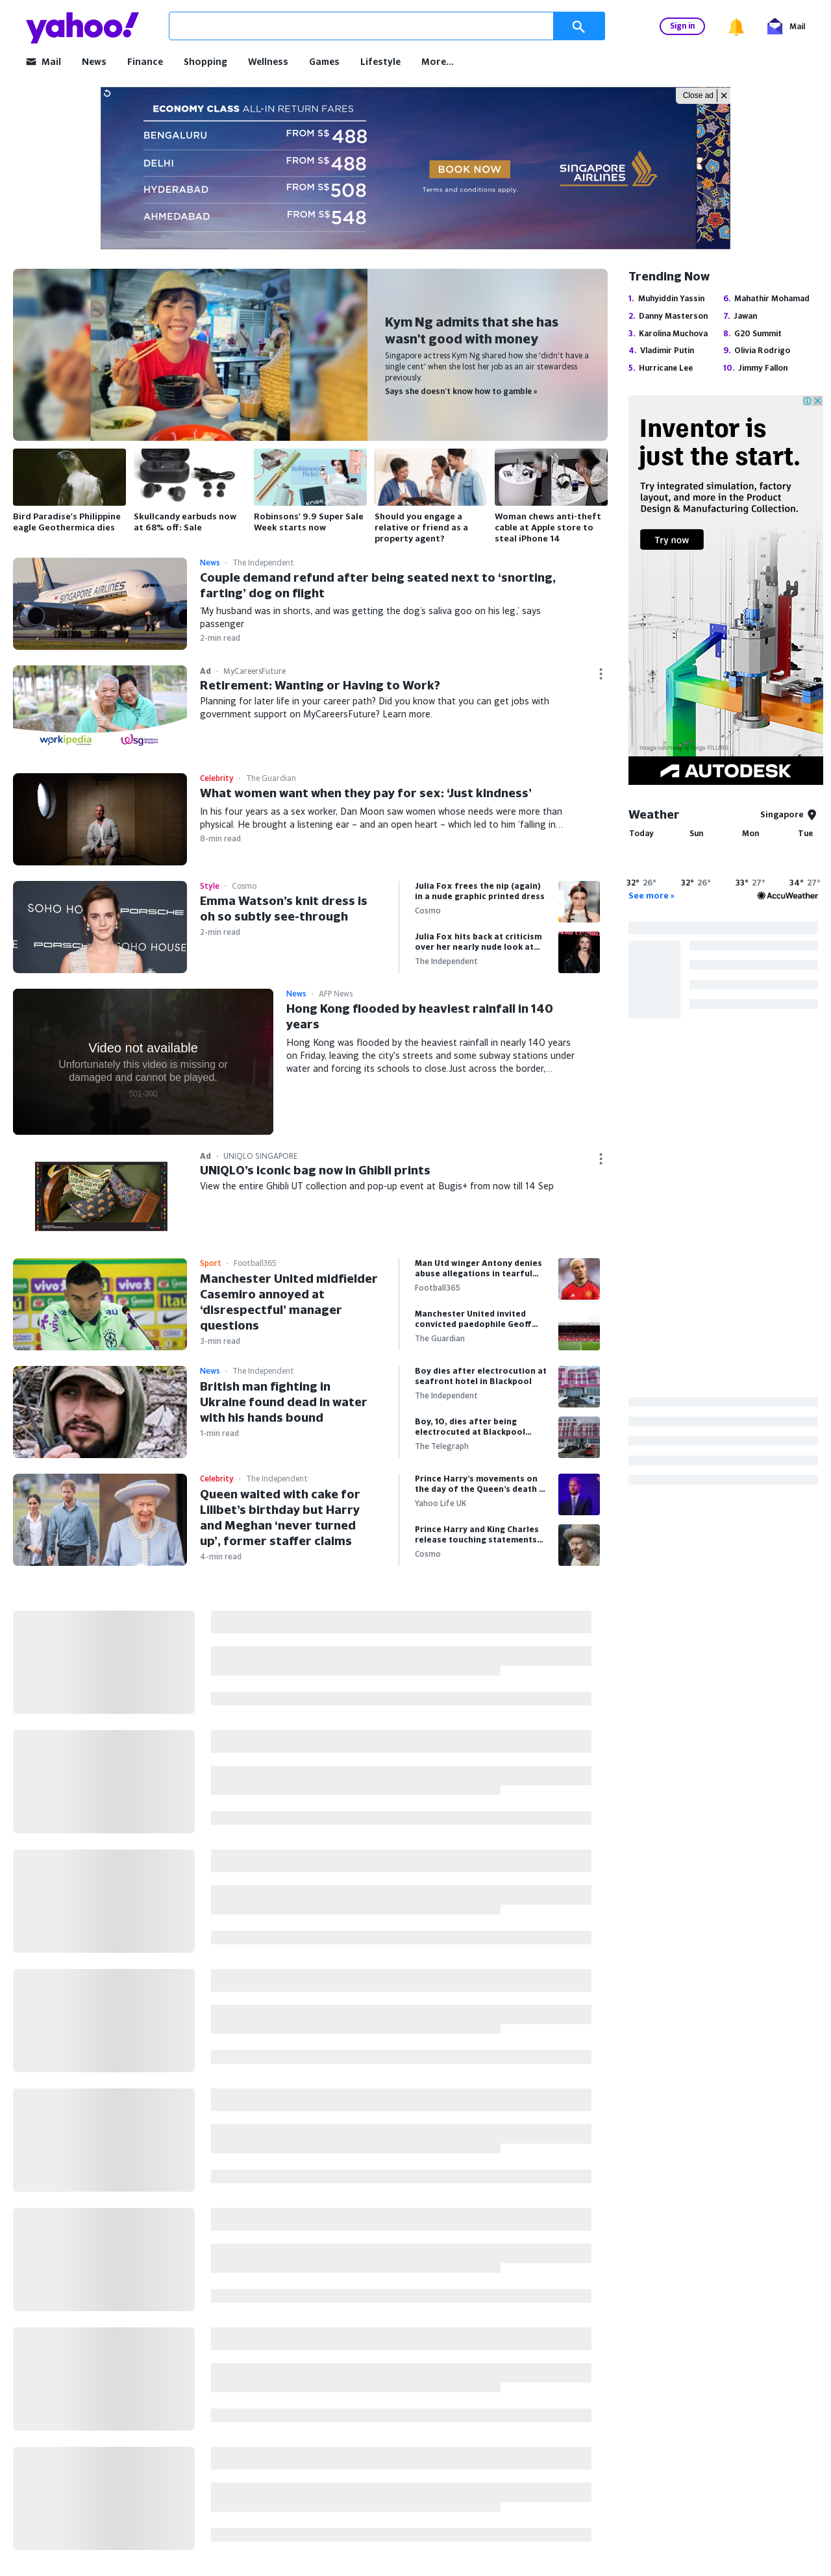 yahoo!
Sign in
Mail
Mail
News
Finance
Shopping
Wellness
Games
Lifestyle
More...
Close ad
ECONOMY CLASS ALL-IN RETURN FARES
BENGALURU FROM S$ 488
DELHI FROM S$ 488
HYDERABAD FROM S$ 508
AHMEDABAD FROM S$ 548
BOOK NOW
Terms and conditions apply.
SINGAPORE
AIRLINES
Kym Ng admits that she has
wasn't good with money
Singapore actress Kym Ng shared how she 'didn't have a
single cent' when she lost her job as an air stewardess
previously.
Says she doesn't know how to gamble »
Bird Paradise's Philippine
eagle Geothermica dies
Skullcandy earbuds now
at 68% off: Sale
Robinsons' 9.9 Super Sale
Week starts now
Should you engage a
relative or friend as a
property agent?
Woman chews anti-theft
cable at Apple store to
steal iPhone 14
Trending Now
1. Muhyiddin Yassin
2. Danny Masterson
3. Karolina Muchova
4. Vladimir Putin
5. Hurricane Lee
6. Mahathir Mohamad
7. Jawan
8. G20 Summit
9. Olivia Rodrigo
10. Jimmy Fallon
Inventor is
just the start.
Try integrated simulation, factory
layout, and more in the Product
Design & Manufacturing Collection.
Try now
Image courtesy of Daiga FILLING
AUTODESK
SINGAPORE AIRLINES
News · The Independent
Couple demand refund after being seated next to ‘snorting,
farting’ dog on flight
‘My husband was in shorts, and was getting the dog’s saliva goo on his leg,’ says
passenger
2-min read
workipedia
wsg
Ad · MyCareersFuture
Retirement: Wanting or Having to Work?
Planning for later life in your career path? Did you know that you can get jobs with
government support on MyCareersFuture? Learn more.
Celebrity · The Guardian
What women want when they pay for sex: ‘Just kindness’
In his four years as a sex worker, Dan Moon saw women whose needs were more than
physical. He brought a listening ear – and an open heart – which led to him ‘falling in…
8-min read
Weather
Singapore
Today Sun Mon Tue
32° 26° 32° 26° 33° 27° 34° 27°
See more »
AccuWeather
SOHO HO
PORSCHE
PORSCHE
SOHO HOUSE
Style · Cosmo
Emma Watson’s knit dress is
oh so subtly see-through
2-min read
Julia Fox frees the nip (again)
in a nude graphic printed dress
Cosmo
Julia Fox hits back at criticism
over her nearly nude look at…
The Independent
Video not available
Unfortunately this video is missing or
damaged and cannot be played.
501-300
News · AFP News
Hong Kong flooded by heaviest rainfall in 140
years
Hong Kong was flooded by the heaviest rainfall in nearly 140 years
on Friday, leaving the city's streets and some subway stations under
water and forcing its schools to close.Just across the border,…
Ad · UNIQLO SINGAPORE
UNIQLO’s iconic bag now in Ghibli prints
View the entire Ghibli UT collection and pop-up event at Bugis+ from now till 14 Sep
vivo
vivo
Itaú
Sport · Football365
Manchester United midfielder
Casemiro annoyed at
‘disrespectful’ manager
questions
3-min read
Man Utd winger Antony denies
abuse allegations in tearful…
Football365
Manchester United invited
convicted paedophile Geoff…
The Guardian
News · The Independent
British man fighting in
Ukraine found dead in water
with his hands bound
1-min read
Boy dies after electrocution at
seafront hotel in Blackpool
The Independent
Boy, 10, dies after being
electrocuted at Blackpool…
The Telegraph
Celebrity · The Independent
Queen waited with cake for
Lilibet’s birthday but Harry
and Meghan ‘never turned
up’, former staffer claims
4-min read
Prince Harry’s movements on
the day of the Queen’s death …
Yahoo Life UK
Prince Harry and King Charles
release touching statements…
Cosmo